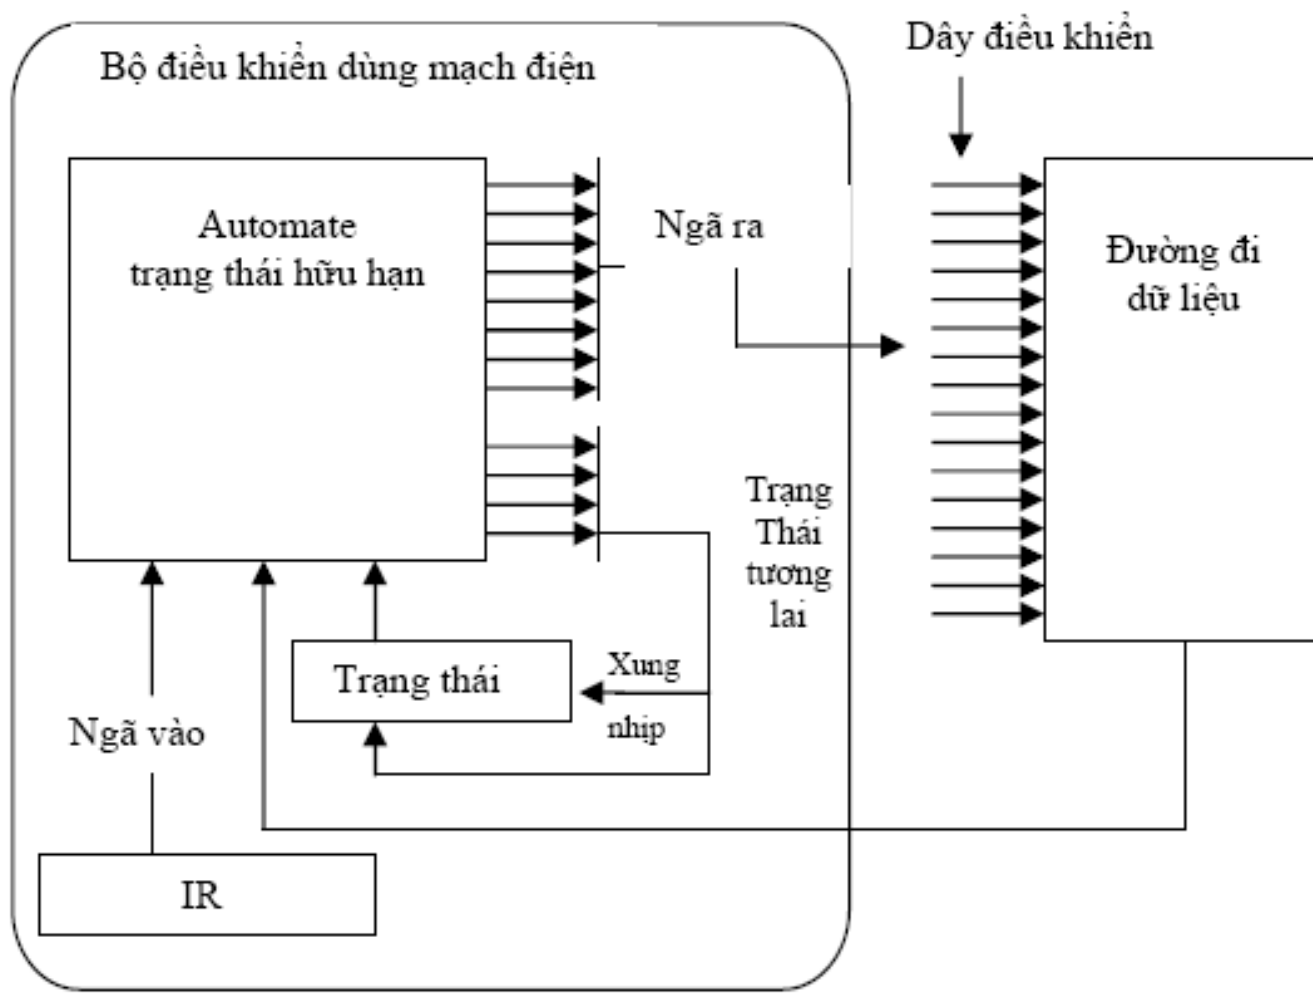 Bộ điều khiển dùng mạch điện
Dây điều khiển
Automate
trạng thái hữu hạn
Ngã ra
Đường đi
dữ liệu
Trạng
Thái
tương
lai
Trạng thái
Xung
nhịp
Ngã vào
IR